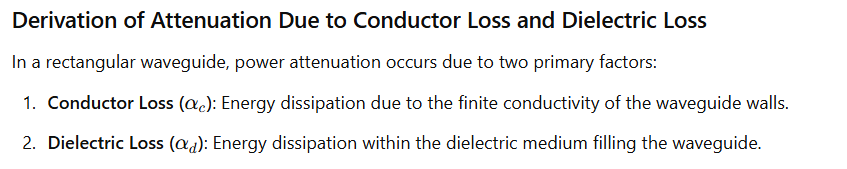 Derivation of Attenuation Due to Conductor Loss and Dielectric Loss
In a rectangular waveguide, power attenuation occurs due to two primary factors:
1. Conductor Loss (α_c): Energy dissipation due to the finite conductivity of the waveguide walls.
2. Dielectric Loss (α_d): Energy dissipation within the dielectric medium filling the waveguide.